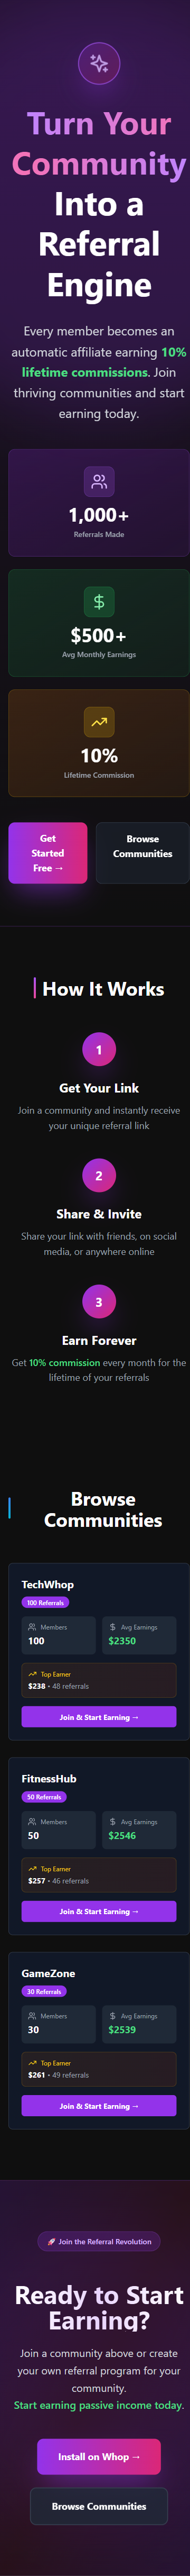 Turn Your
Community
Into a
Referral
Engine
Every member becomes an
automatic affiliate earning 10%
lifetime commissions. Join
thriving communities and start
earning today.
1,000+
Referrals Made
$500+
Avg Monthly Earnings
10%
Lifetime Commission
Get
Started
Free →
Browse
Communities
How It Works
1
Get Your Link
Join a community and instantly receive
your unique referral link
2
Share & Invite
Share your link with friends, on social
media, or anywhere online
3
Earn Forever
Get 10% commission every month for the
lifetime of your referrals
Browse
Communities
TechWhop
100 Referrals
Members
100
Avg Earnings
$2350
Top Earner
$238 • 48 referrals
Join & Start Earning →
FitnessHub
50 Referrals
Members
50
Avg Earnings
$2546
Top Earner
$257 • 46 referrals
Join & Start Earning →
GameZone
30 Referrals
Members
30
Avg Earnings
$2539
Top Earner
$261 • 49 referrals
Join & Start Earning →
🚀 Join the Referral Revolution
Ready to Start
Earning?
Join a community above or create
your own referral program for your
community.
Start earning passive income today.
Install on Whop →
Browse Communities